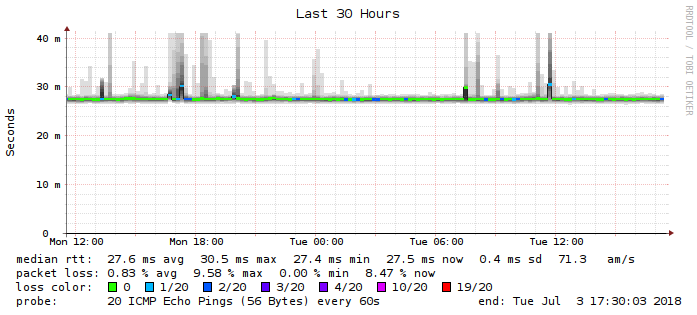 Last 30 Hours
RRDTOOL / TOBI OETIKER
Seconds
40 m
30 m
20 m
10 m
0
Mon 12:00 Mon 18:00 Tue 00:00 Tue 06:00 Tue 12:00
median rtt: 27.6 ms avg 30.5 ms max 27.4 ms min 27.5 ms now 0.4 ms sd 71.3 am/s
packet loss: 0.83 % avg 9.58 % max 0.00 % min 8.47 % now
loss color: 0 1/20 2/20 3/20 4/20 10/20 19/20
probe: 20 ICMP Echo Pings (56 Bytes) every 60s end: Tue Jul 3 17:30:03 2018